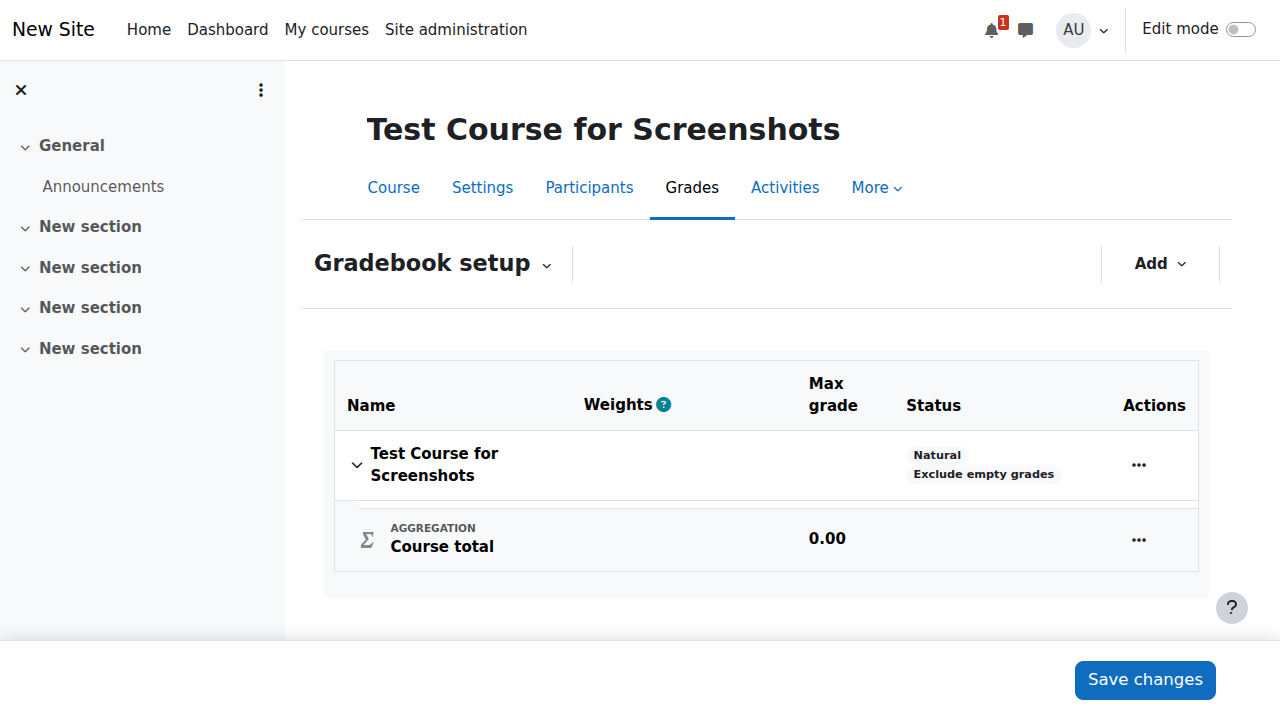 New Site Home Dashboard My courses Site administration 1 AU Edit mode
General
Announcements
New section
New section
New section
New section
Test Course for Screenshots
Course Settings Participants Grades Activities More
Gradebook setup Add
Name Weights ? Max grade Status Actions
Test Course for Screenshots Natural Exclude empty grades
AGGREGATION
Course total 0.00
?
Save changes